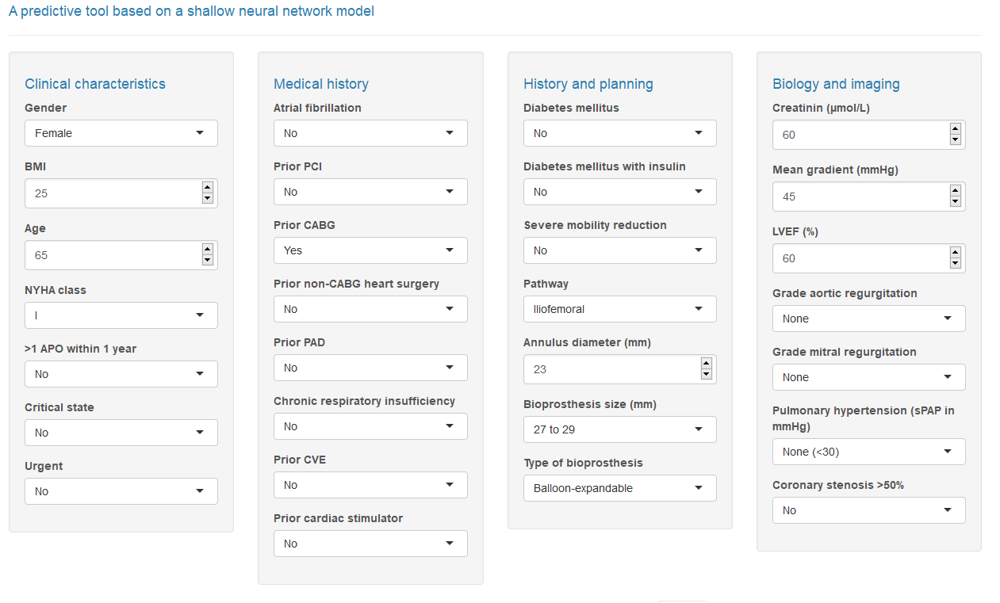 A predictive tool based on a shallow neural network model
Clinical characteristics
Gender
Female
BMI
25
Age
65
NYHA class
I
>1 APO within 1 year
No
Critical state
No
Urgent
No
Medical history
Atrial fibrillation
No
Prior PCI
No
Prior CABG
Yes
Prior non-CABG heart surgery
No
Prior PAD
No
Chronic respiratory insufficiency
No
Prior CVE
No
Prior cardiac stimulator
No
History and planning
Diabetes mellitus
No
Diabetes mellitus with insulin
No
Severe mobility reduction
No
Pathway
Iliofemoral
Annulus diameter (mm)
23
Bioprosthesis size (mm)
27 to 29
Type of bioprosthesis
Balloon-expandable
Biology and imaging
Creatinin (µmol/L)
60
Mean gradient (mmHg)
45
LVEF (%)
60
Grade aortic regurgitation
None
Grade mitral regurgitation
None
Pulmonary hypertension (sPAP in
mmHg)
None (<30)
Coronary stenosis >50%
No